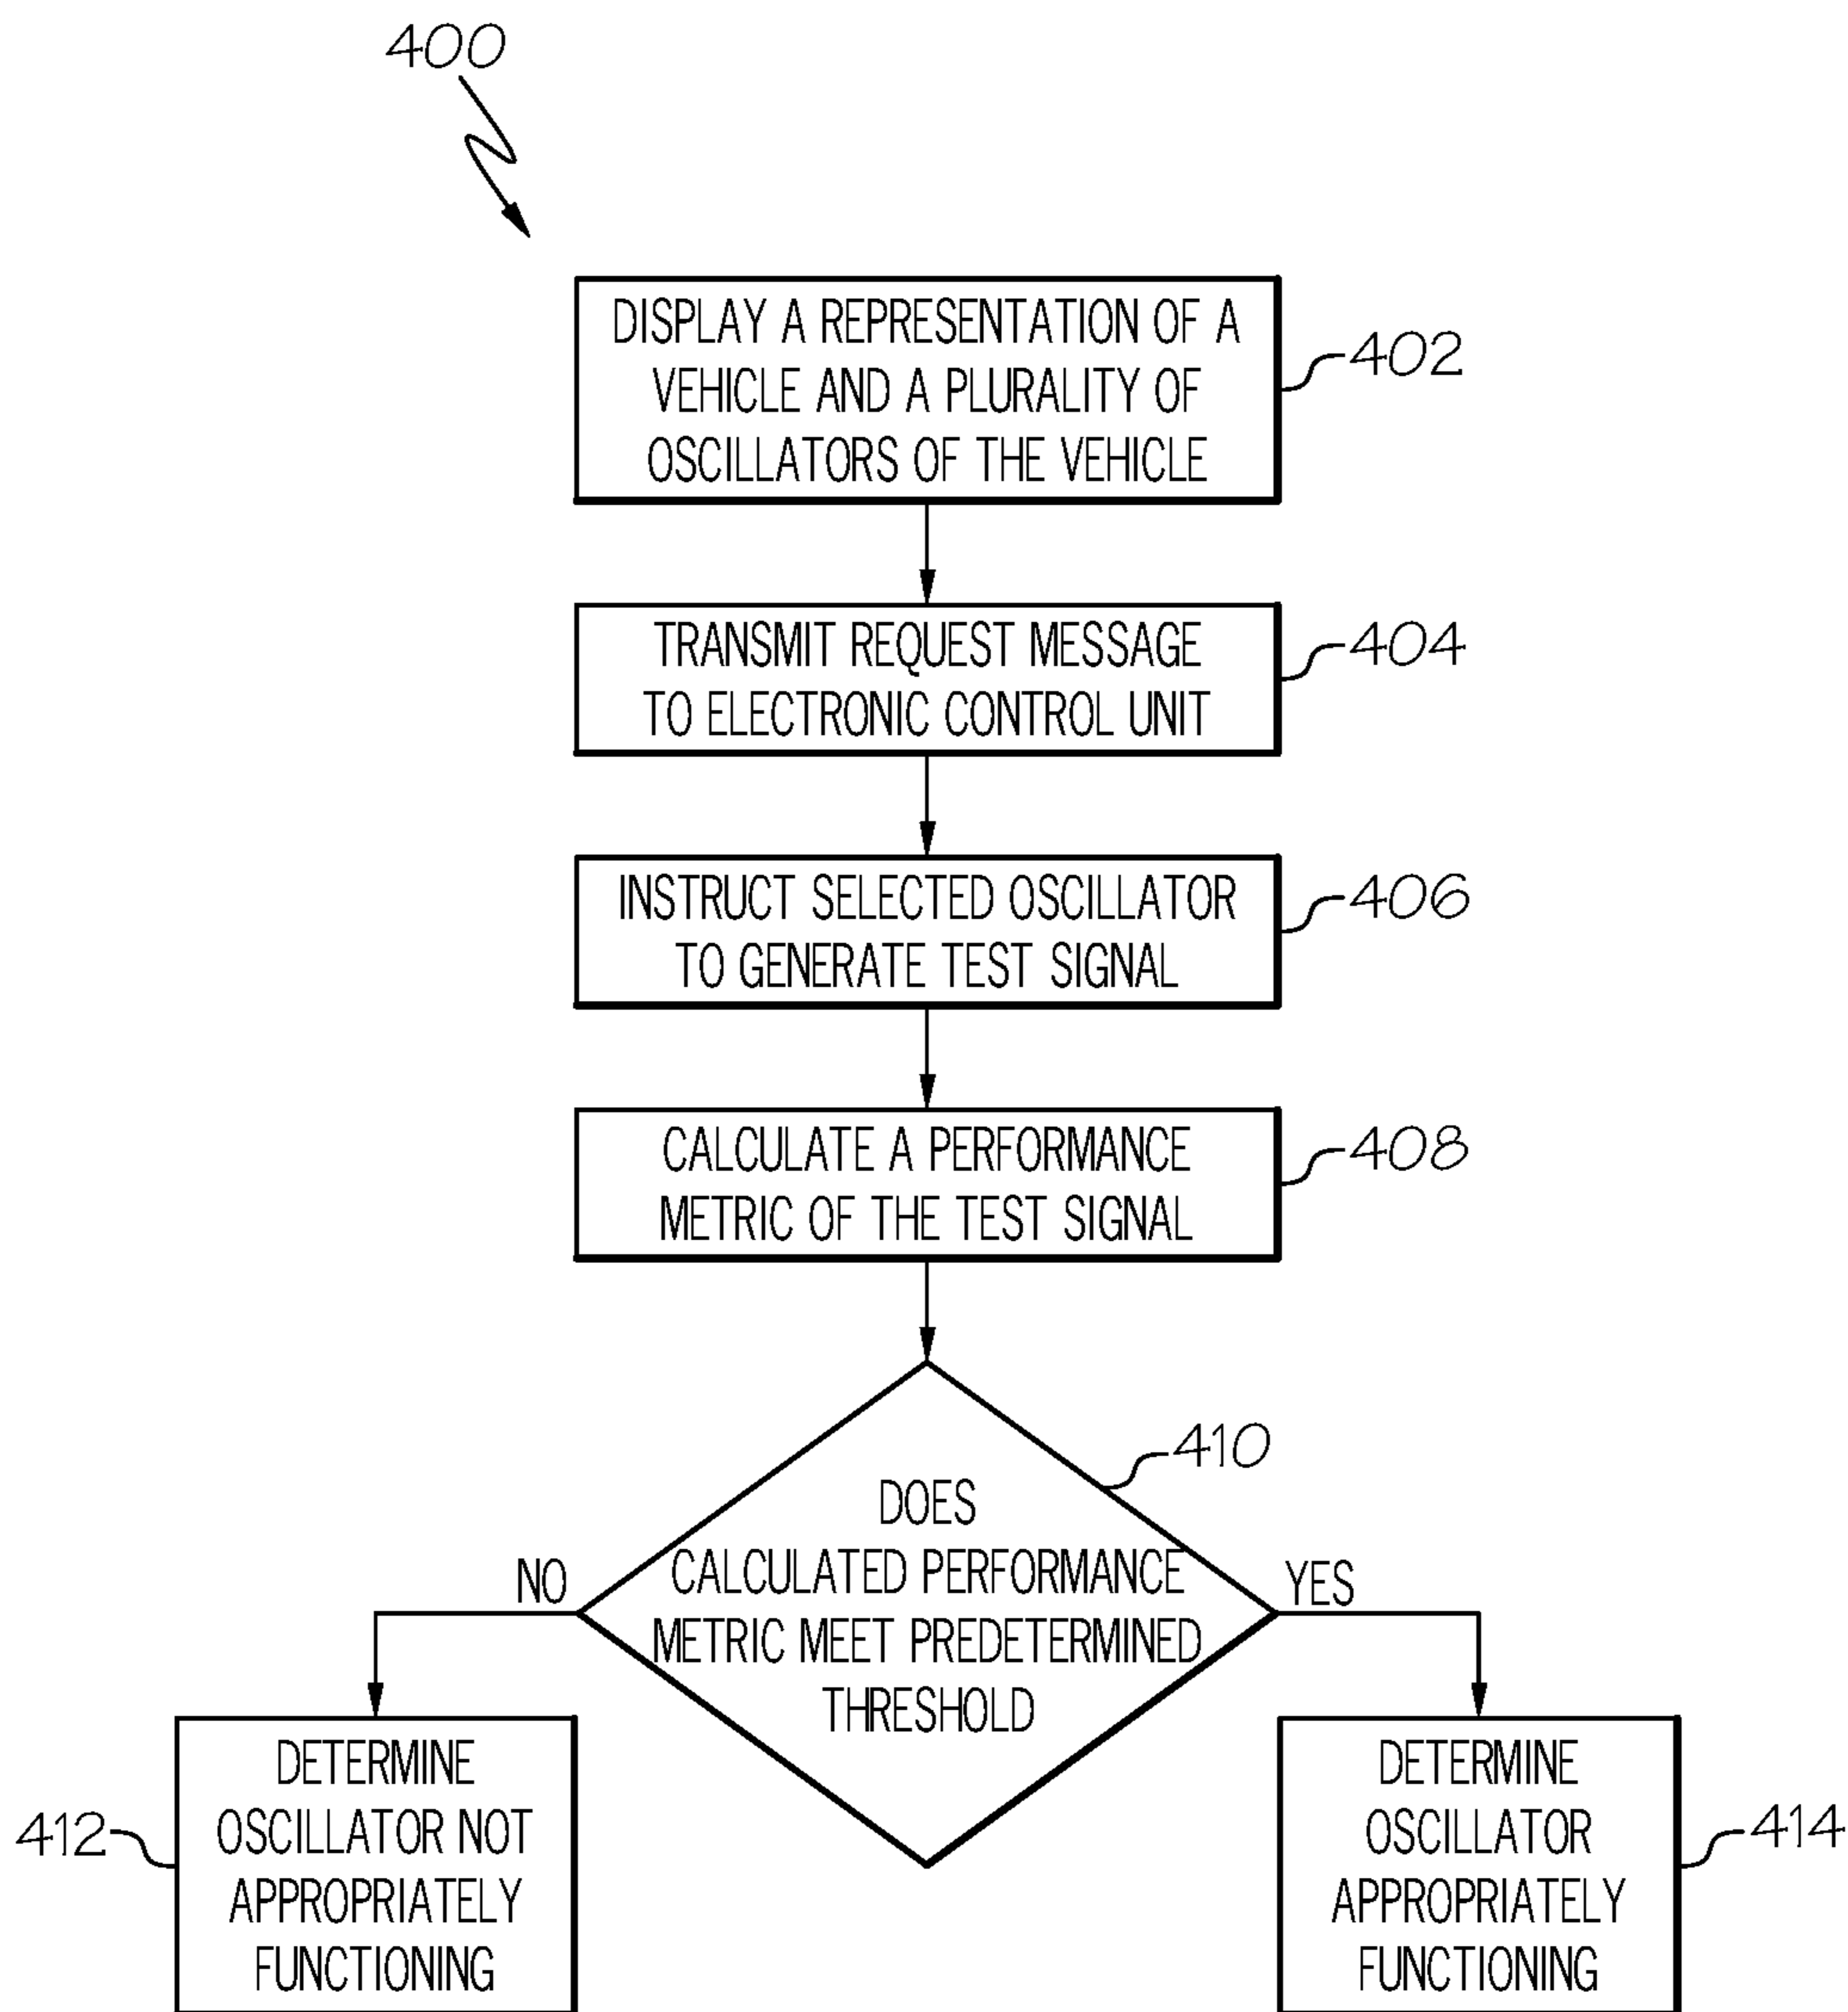 400
DISPLAY A REPRESENTATION OF A
VEHICLE AND A PLURALITY OF
OSCILLATORS OF THE VEHICLE
402
TRANSMIT REQUEST MESSAGE
TO ELECTRONIC CONTROL UNIT
404
INSTRUCT SELECTED OSCILLATOR
TO GENERATE TEST SIGNAL
406
CALCULATE A PERFORMANCE
METRIC OF THE TEST SIGNAL
408
410
DOES
CALCULATED PERFORMANCE
METRIC MEET PREDETERMINED
THRESHOLD
NO
YES
DETERMINE
OSCILLATOR NOT
APPROPRIATELY
FUNCTIONING
412
DETERMINE
OSCILLATOR
APPROPRIATELY
FUNCTIONING
414